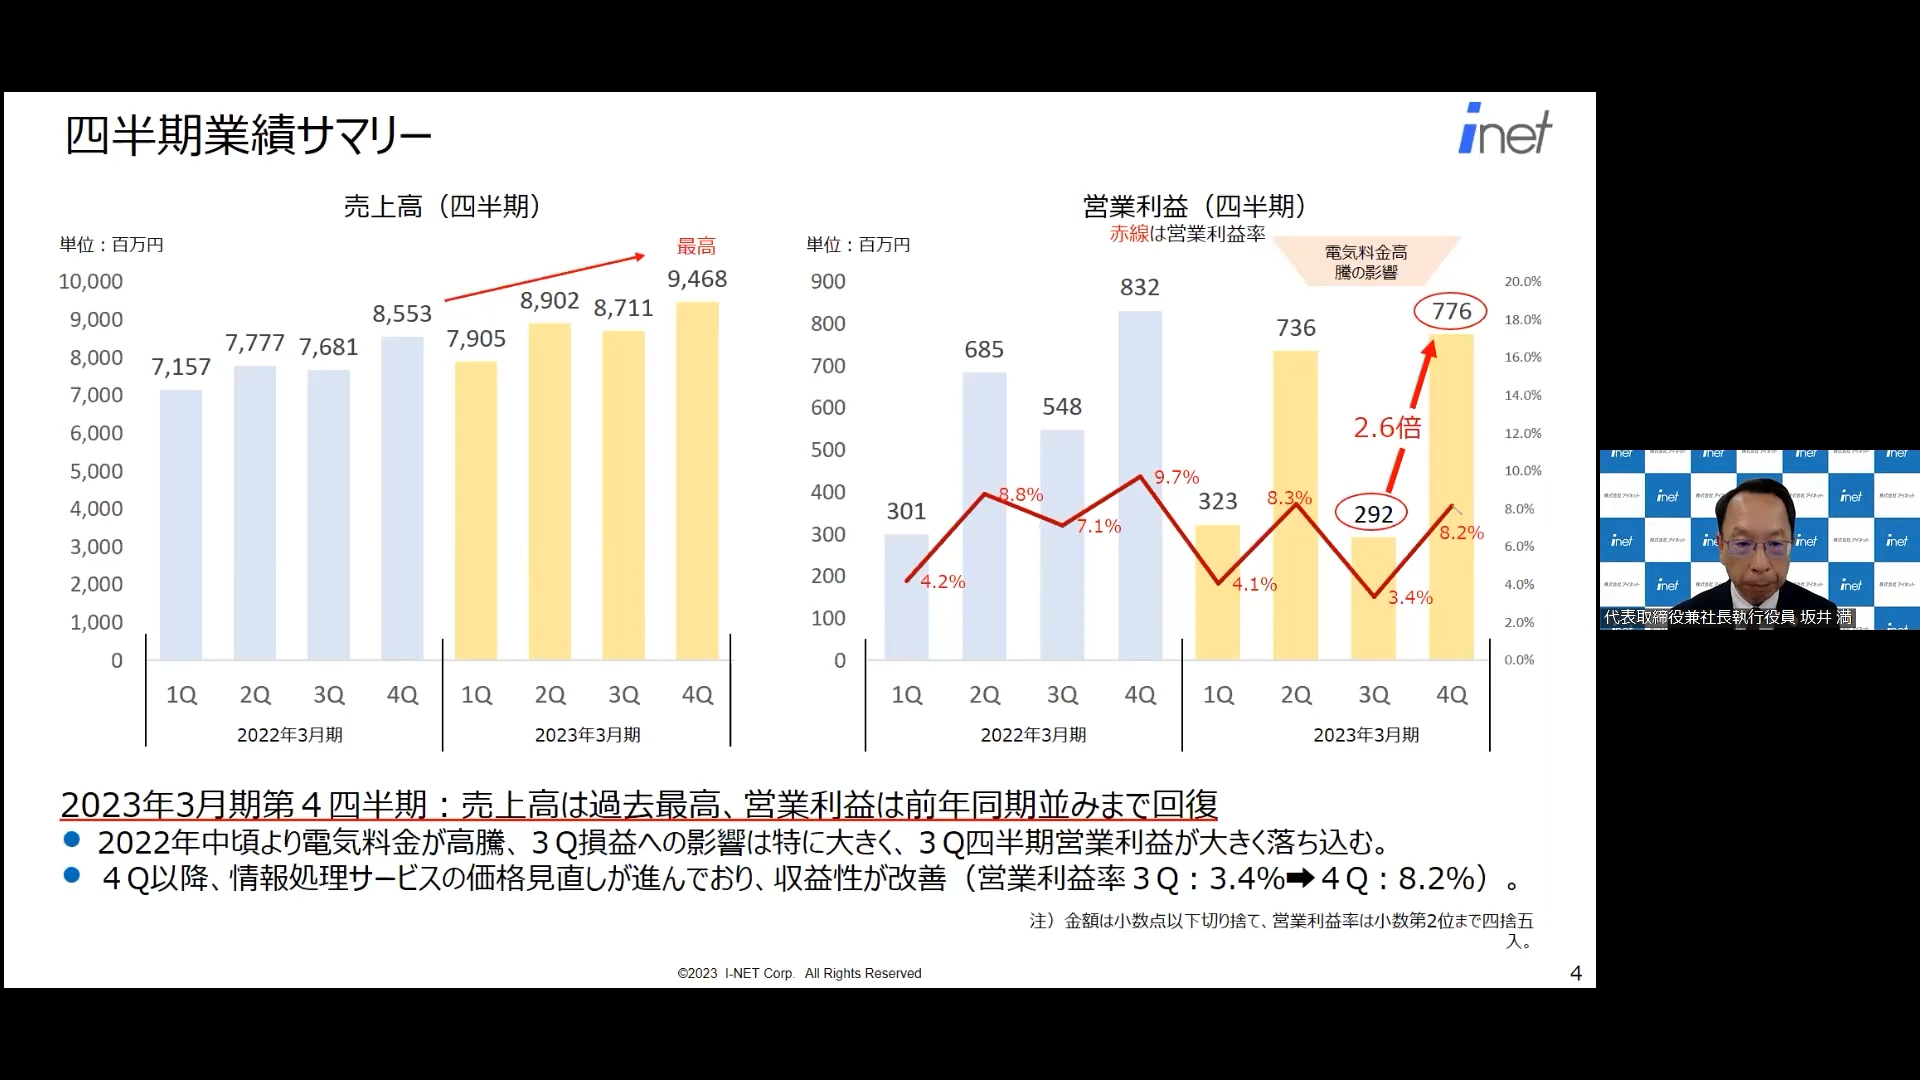 四半期業績サマリー
inet
売上高（四半期）
単位：百万円
最高
10,000
9,000
8,000
7,000
6,000
5,000
4,000
3,000
2,000
1,000
0
7,157
7,777
7,681
8,553
7,905
8,902
8,711
9,468
1Q
2Q
3Q
4Q
1Q
2Q
3Q
4Q
2022年3月期
2023年3月期
営業利益（四半期）
赤線は営業利益率
単位：百万円
電気料金高
騰の影響
900
800
700
600
500
400
300
200
100
0
301
685
548
832
323
736
292
776
2.6倍
4.2%
8.8%
7.1%
9.7%
4.1%
8.3%
3.4%
8.2%
20.0%
18.0%
16.0%
14.0%
12.0%
10.0%
8.0%
6.0%
4.0%
2.0%
0.0%
1Q
2Q
3Q
4Q
1Q
2Q
3Q
4Q
2022年3月期
2023年3月期
2023年3月期第４四半期：売上高は過去最高、営業利益は前年同期並みまで回復
● 2022年中頃より電気料金が高騰、３Q損益への影響は特に大きく、３Q四半期営業利益が大きく落ち込む。
● ４Q以降、情報処理サービスの価格見直しが進んでおり、収益性が改善（営業利益率３Q：3.4%➡４Q：8.2%）。
注）金額は小数点以下切り捨て、営業利益率は小数第2位まで四捨五
入。
©2023 I-NET Corp. All Rights Reserved
4
inet
株式会社アイネット
代表取締役兼社長執行役員 坂井 満